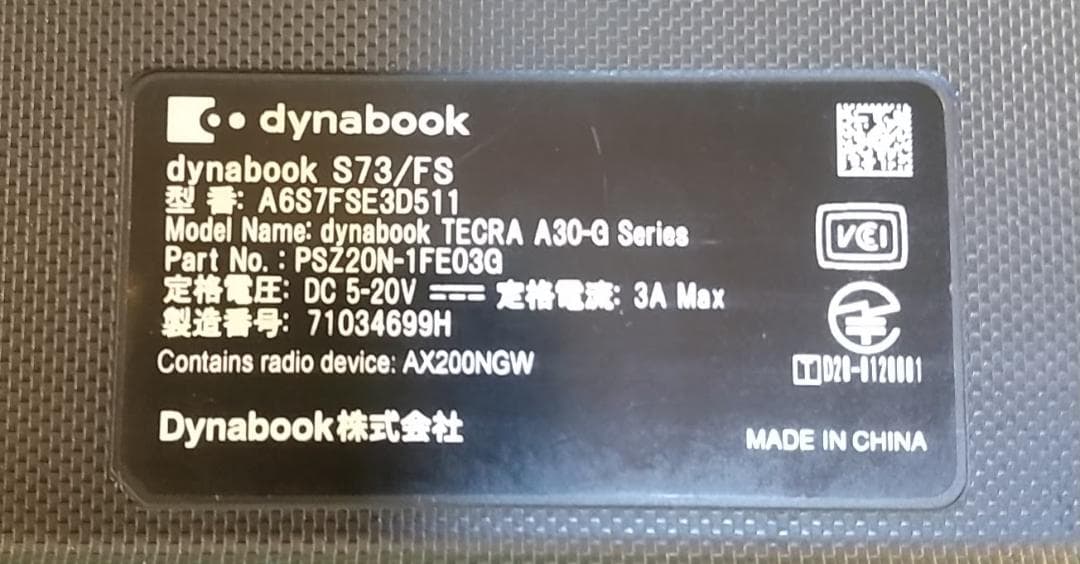 dynabook
dynabook S73/FS
型 番: A6S7FSE3D511
Model Name: dynabook TECRA A30-G Series
Part No. : PSZ20N-1FE03G
定格電圧: DC 5-20V 定格電流: 3A Max
製造番号: 71034699H
Contains radio device: AX200NGW
Dynabook株式会社
VCCI
T D20-0120001
MADE IN CHINA